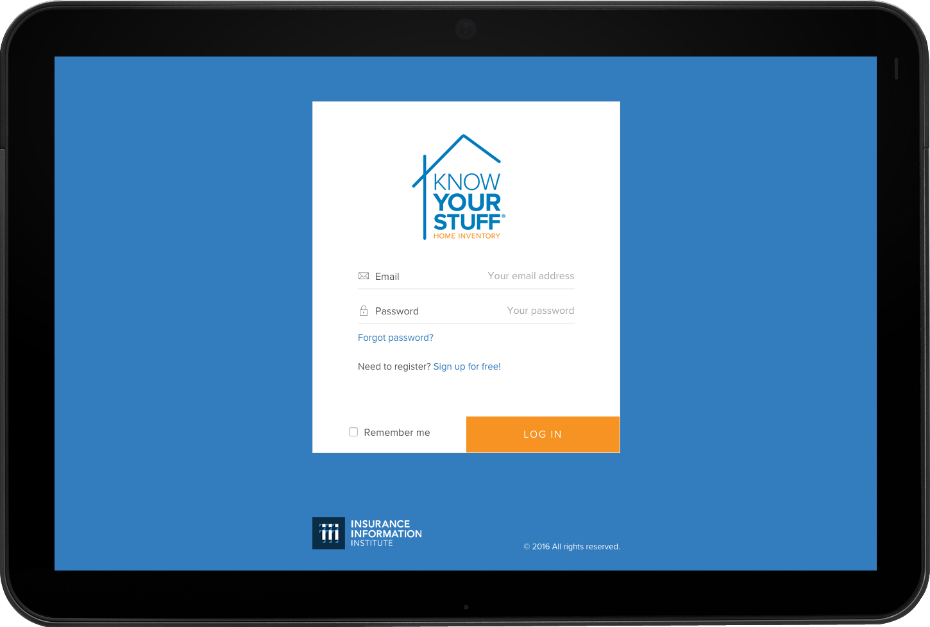 KNOW
YOUR
STUFF®
HOME INVENTORY
Email Your email address
Password Your password
Forgot password?
Need to register? Sign up for free!
Remember me LOG IN
iii INSURANCE
INFORMATION
INSTITUTE
© 2016 All rights reserved.